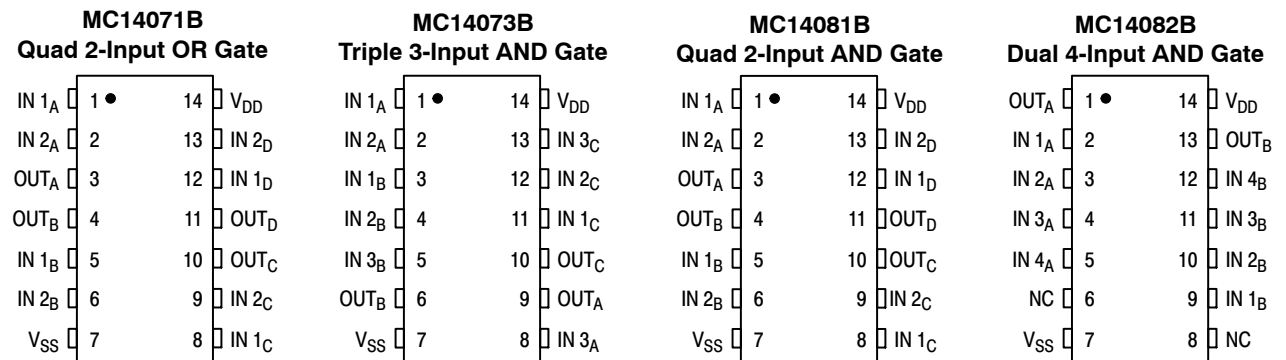 MC14071B
Quad 2-Input OR Gate
IN 1A 1 14 VDD
IN 2A 2 13 IN 2D
OUTA 3 12 IN 1D
OUTB 4 11 OUTD
IN 1B 5 10 OUTC
IN 2B 6 9 IN 2C
VSS 7 8 IN 1C
MC14073B
Triple 3-Input AND Gate
IN 1A 1 14 VDD
IN 2A 2 13 IN 3C
IN 1B 3 12 IN 2C
IN 2B 4 11 IN 1C
IN 3B 5 10 OUTC
OUTB 6 9 OUTA
VSS 7 8 IN 3A
MC14081B
Quad 2-Input AND Gate
IN 1A 1 14 VDD
IN 2A 2 13 IN 2D
OUTA 3 12 IN 1D
OUTB 4 11 OUTD
IN 1B 5 10 OUTC
IN 2B 6 9 IN 2C
VSS 7 8 IN 1C
MC14082B
Dual 4-Input AND Gate
OUTA 1 14 VDD
IN 1A 2 13 OUTB
IN 2A 3 12 IN 4B
IN 3A 4 11 IN 3B
IN 4A 5 10 IN 2B
NC 6 9 IN 1B
VSS 7 8 NC